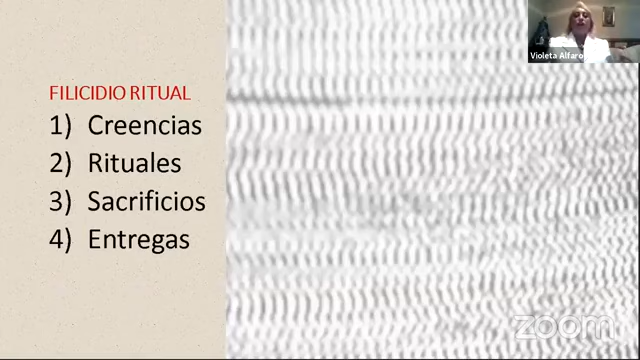 Violeta Alfaro
FILICIDIO RITUAL
1) Creencias
2) Rituales
3) Sacrificios
4) Entregas
zoom